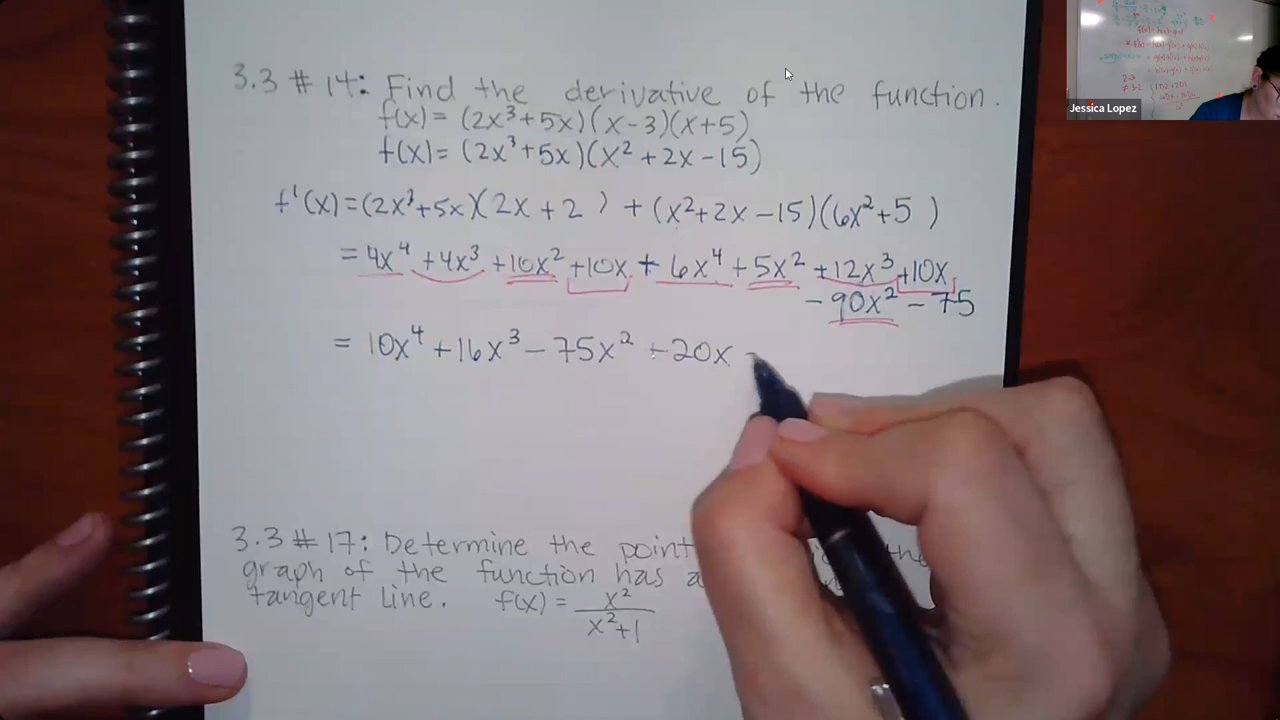 3.3 # 14: Find the derivative of the function.
f(x) = (2x³+5x)(x-3)(x+5)
f(x) = (2x³+5x)(x² + 2x - 15)
f'(x) = (2x³+5x)(2x + 2 ) + (x²+2x -15)(6x²+5 )
= 4x⁴ +4x³ +10x² +10x + 6x⁴ +5x² +12x³ +10x
- 90x² - 75
= 10x⁴ +16x³ - 75x² +20x
3.3 # 17: Determine the point
graph of the function has a
tangent line. f(x) = x²
x²+1
Jessica Lopez